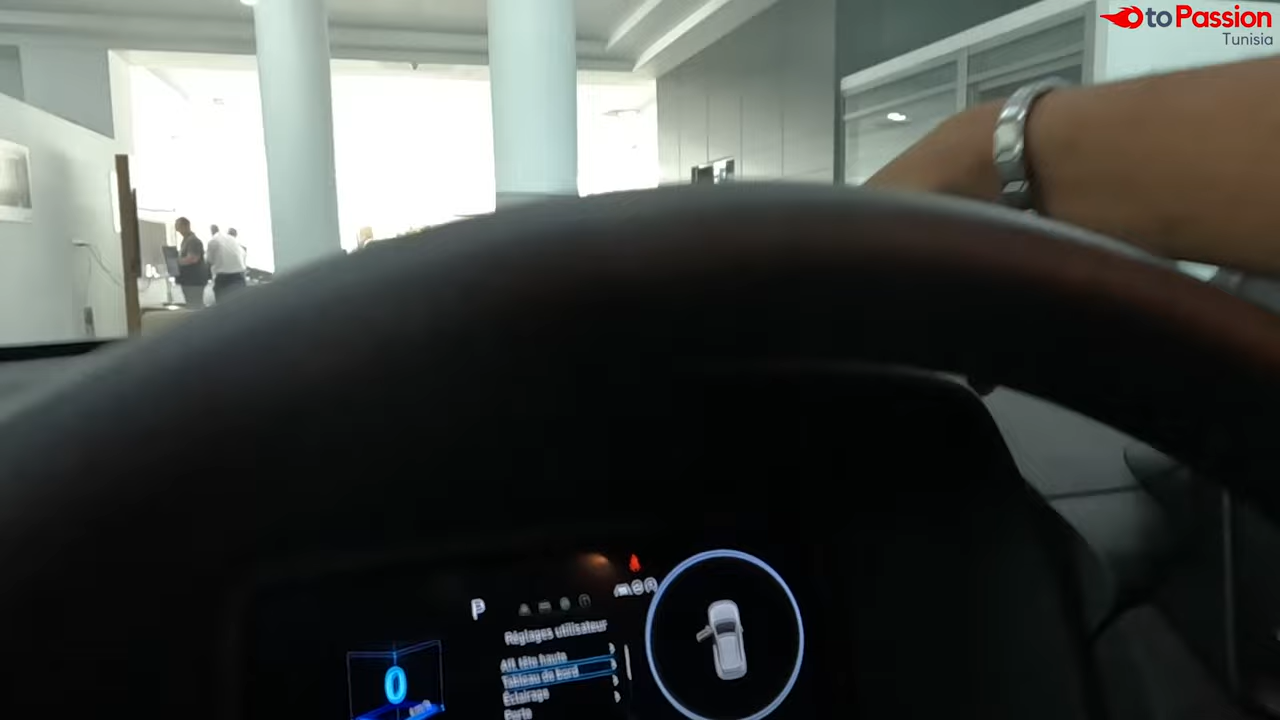 toPassion
Tunisia
P
Réglages utilisateur
Aff. tête haute
Tableau de bord
Éclairage
Porte
0